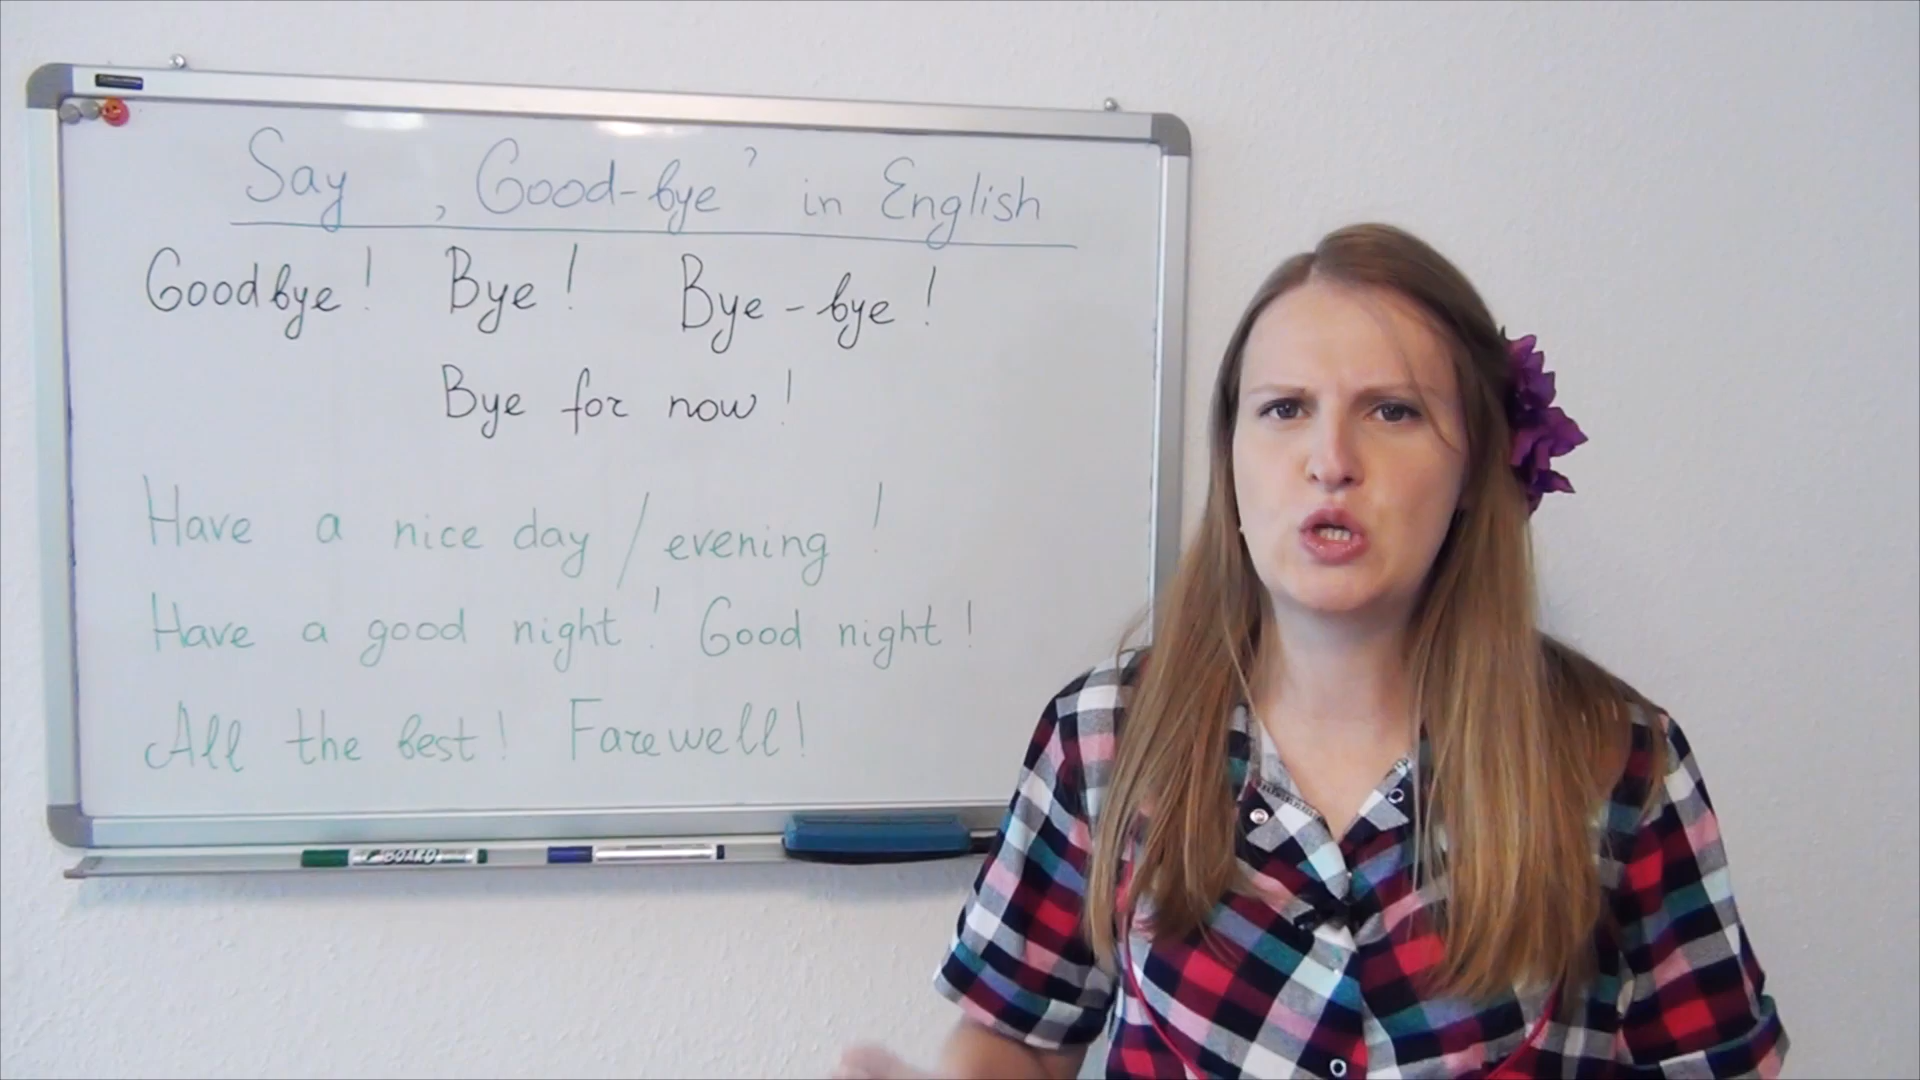 Say ‚Good-bye’ in English
Goodbye! Bye! Bye-bye!
Bye for now!
Have a nice day / evening!
Have a good night! Good night!
All the best! Farewell!
BOARD